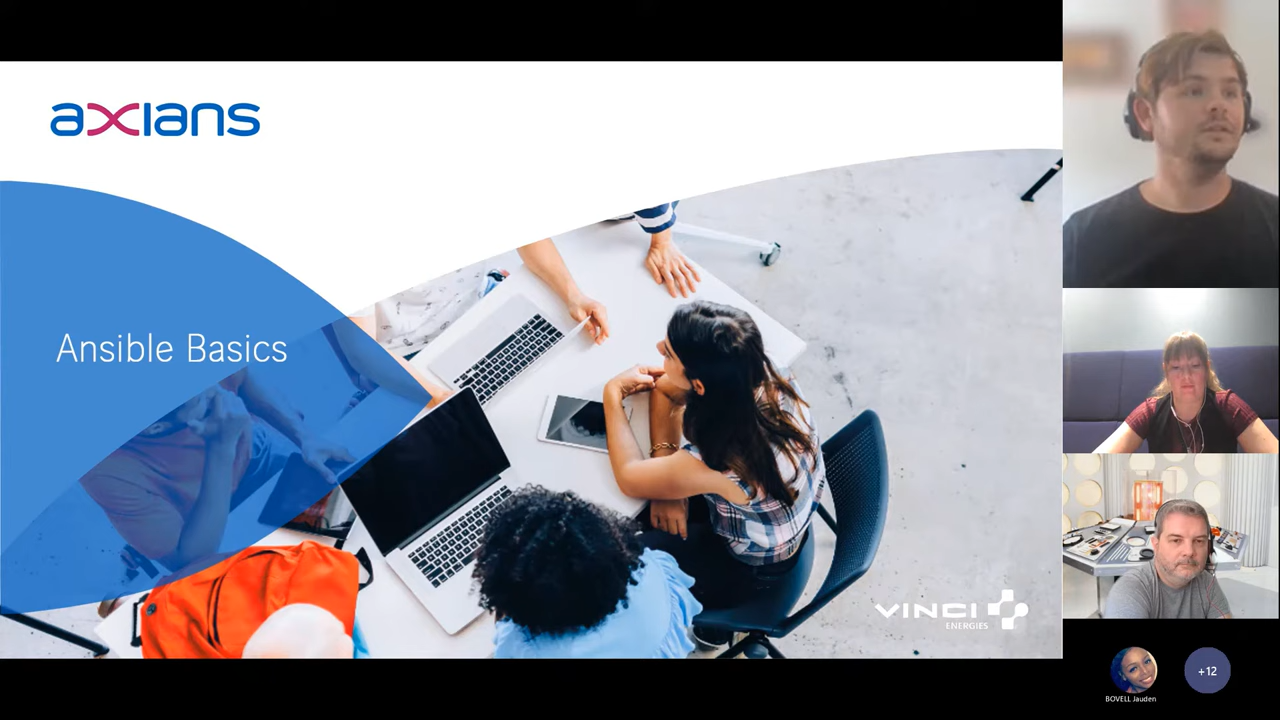 axians
Ansible Basics
VINCI
ENERGIES
+12
BOVELL Jauden